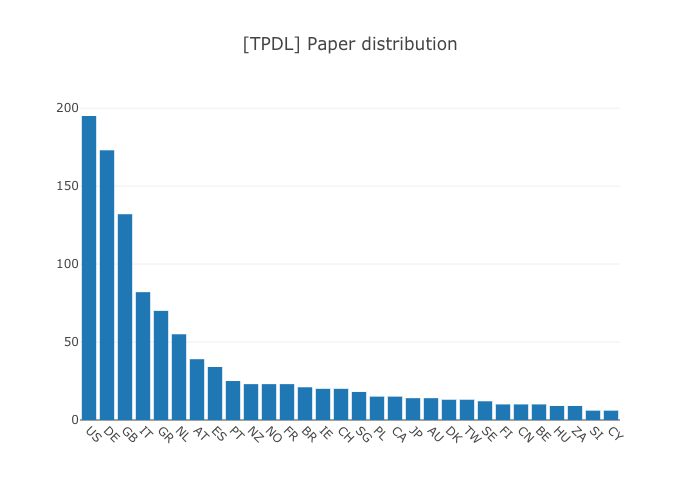 [TPDL] Paper distribution
200
150
100
50
0
US DE GB IT GR NL AT ES PT NZ NO FR BR IE CH SG PL CA JP AU DK TW SE FI CN BE HU ZA SI CY